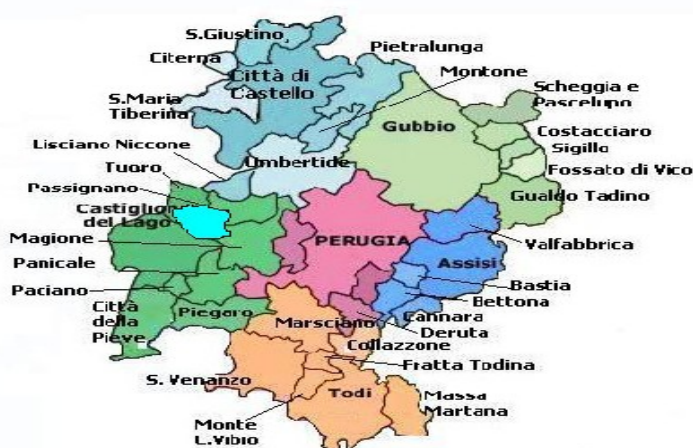 S.Giustino
Pietralunga
Citerna
Città di
Castello
Montone
Scheggia e
Pascelupo
S.Maria
Tiberina
Gubbio
Costacciaro
Sigillo
Lisciano Niccone
Umbertide
Fossato di Vico
Tuoro
Passignano
Gualdo Tadino
Castiglion
del Lago
Magione
PERUGIA
Valfabbrica
Panicale
Assisi
Paciano
Bastia
Bettona
Città
della
Pieve
Piegaro
Marsciano
Cannara
Deruta
Collazzone
Fratta Todina
S. Venanzo
Todi
Massa
Martana
Monte
L.Vibio